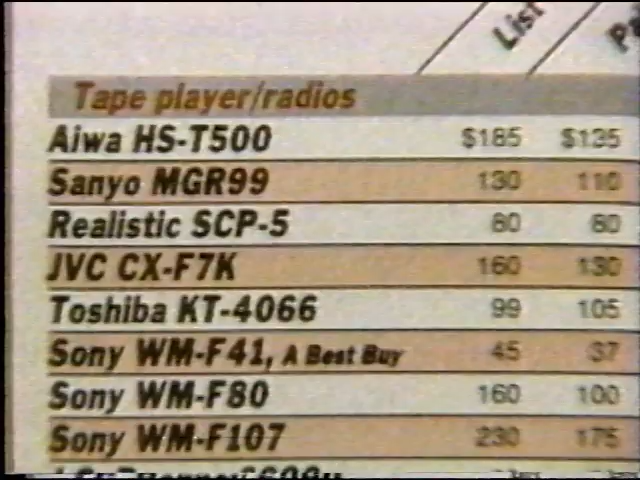 List
Tape player/radios
Aiwa HS-T500 $185 $135
Sanyo MGR99 130 110
Realistic SCP-5 80 60
JVC CX-F7K 160 130
Toshiba KT-4066 99 105
Sony WM-F41, A Best Buy 45 37
Sony WM-F80 160 100
Sony WM-F107 230 175